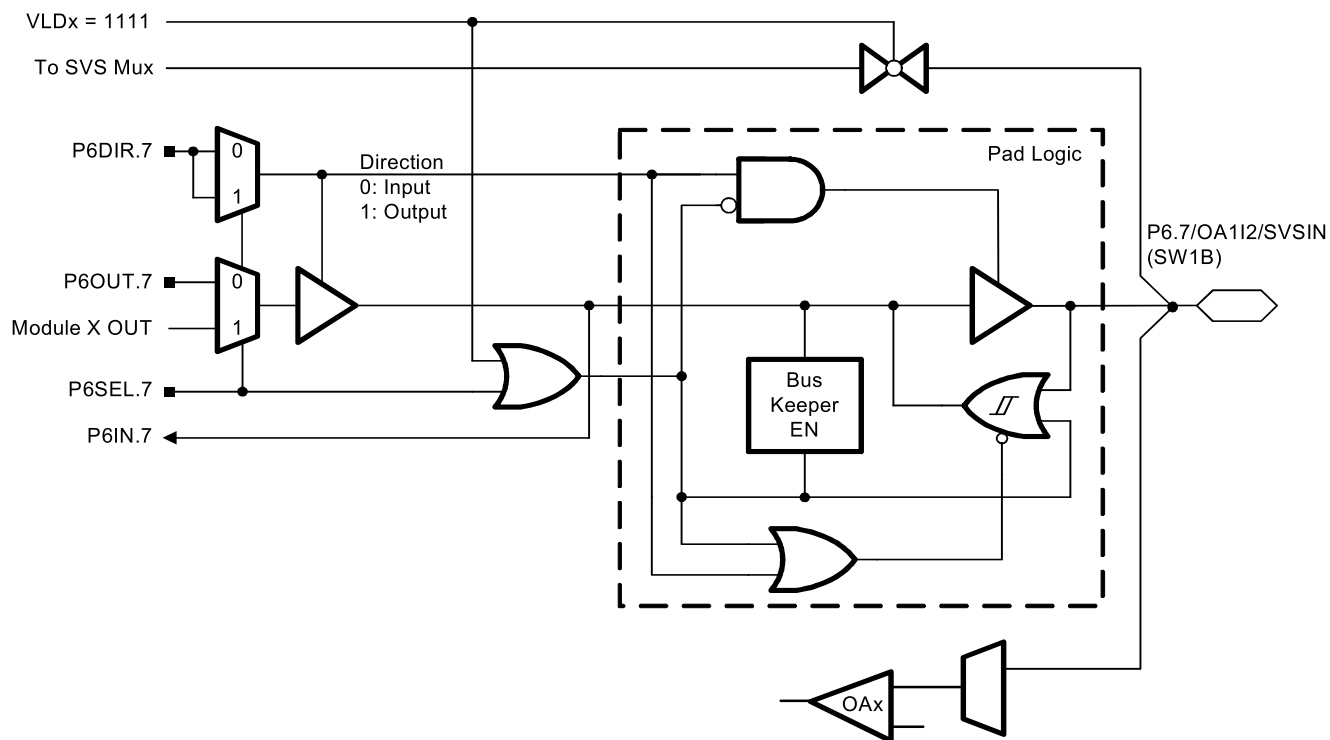 VLDx = 1111
To SVS Mux
P6DIR.7
0
1
Direction
0: Input
1: Output
Pad Logic
P6.7/OA1I2/SVSIN
(SW1B)
P6OUT.7
0
Module X OUT
1
P6SEL.7
P6IN.7
Bus
Keeper
EN
OAx